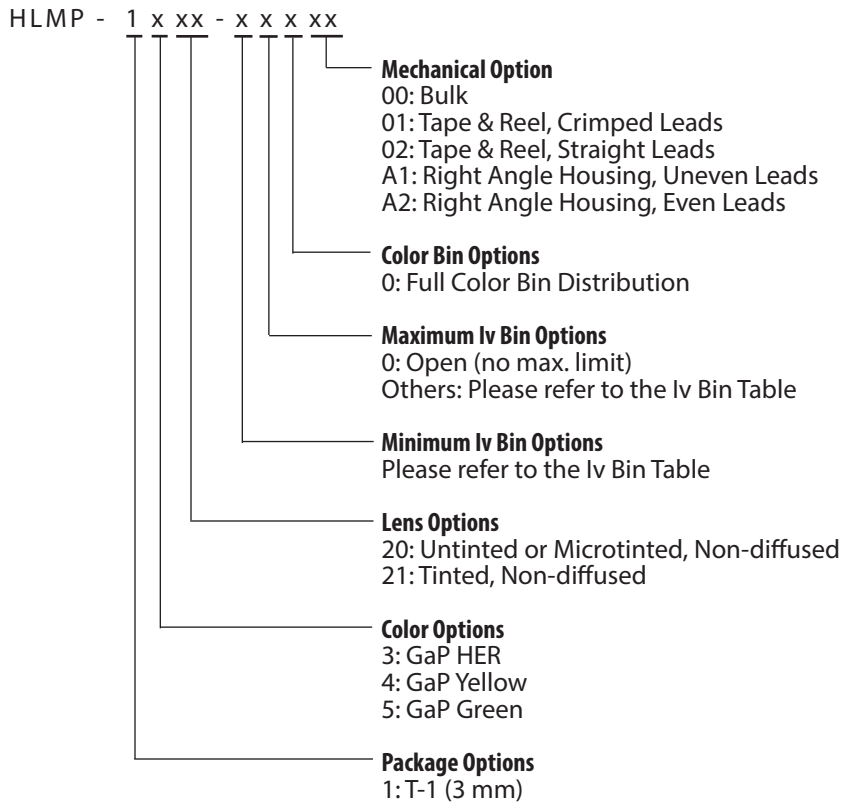 HLMP - 1 x xx - x x x xx
Mechanical Option
00: Bulk
01: Tape & Reel, Crimped Leads
02: Tape & Reel, Straight Leads
A1: Right Angle Housing, Uneven Leads
A2: Right Angle Housing, Even Leads
Color Bin Options
0: Full Color Bin Distribution
Maximum Iv Bin Options
0: Open (no max. limit)
Others: Please refer to the Iv Bin Table
Minimum Iv Bin Options
Please refer to the Iv Bin Table
Lens Options
20: Untinted or Microtinted, Non-diffused
21: Tinted, Non-diffused
Color Options
3: GaP HER
4: GaP Yellow
5: GaP Green
Package Options
1: T-1 (3 mm)